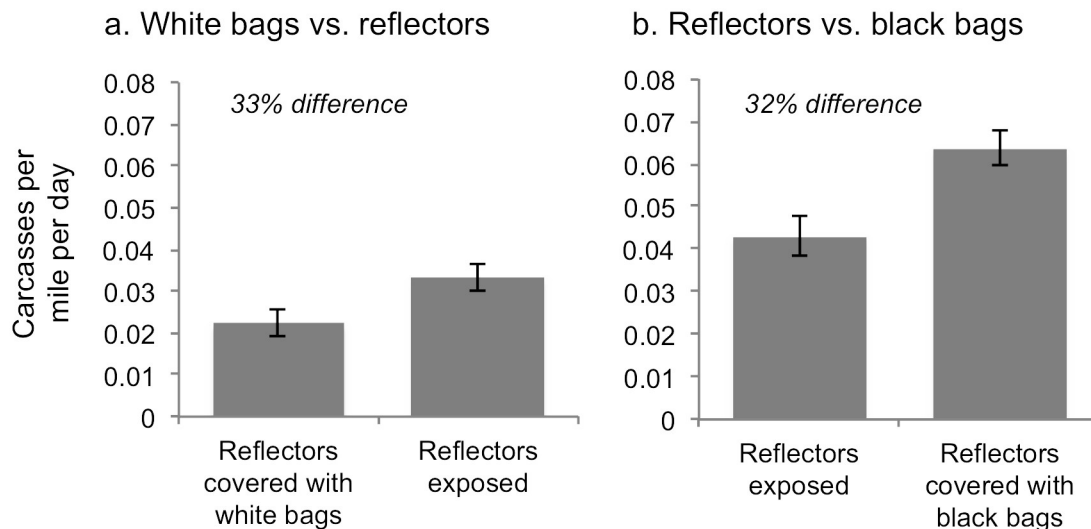 a. White bags vs. reflectors
33% difference
Carcasses per
mile per day
0.08
0.07
0.06
0.05
0.04
0.03
0.02
0.01
0
Reflectors
covered with
white bags
Reflectors
exposed
b. Reflectors vs. black bags
32% difference
0.08
0.07
0.06
0.05
0.04
0.03
0.02
0.01
0
Reflectors
exposed
Reflectors
covered with
black bags